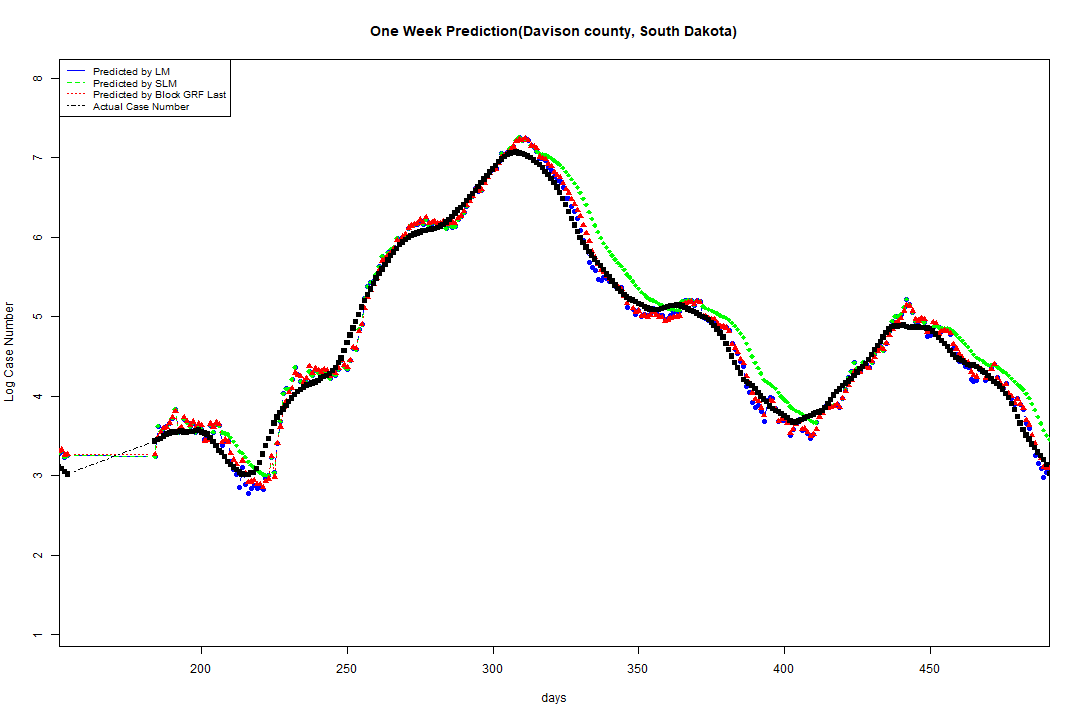 One Week Prediction(Davison county, South Dakota)
Predicted by LM
Predicted by SLM
Predicted by Block GRF Last
Actual Case Number
8
7
6
5
4
3
2
1
Log Case Number
200 250 300 350 400 450
days